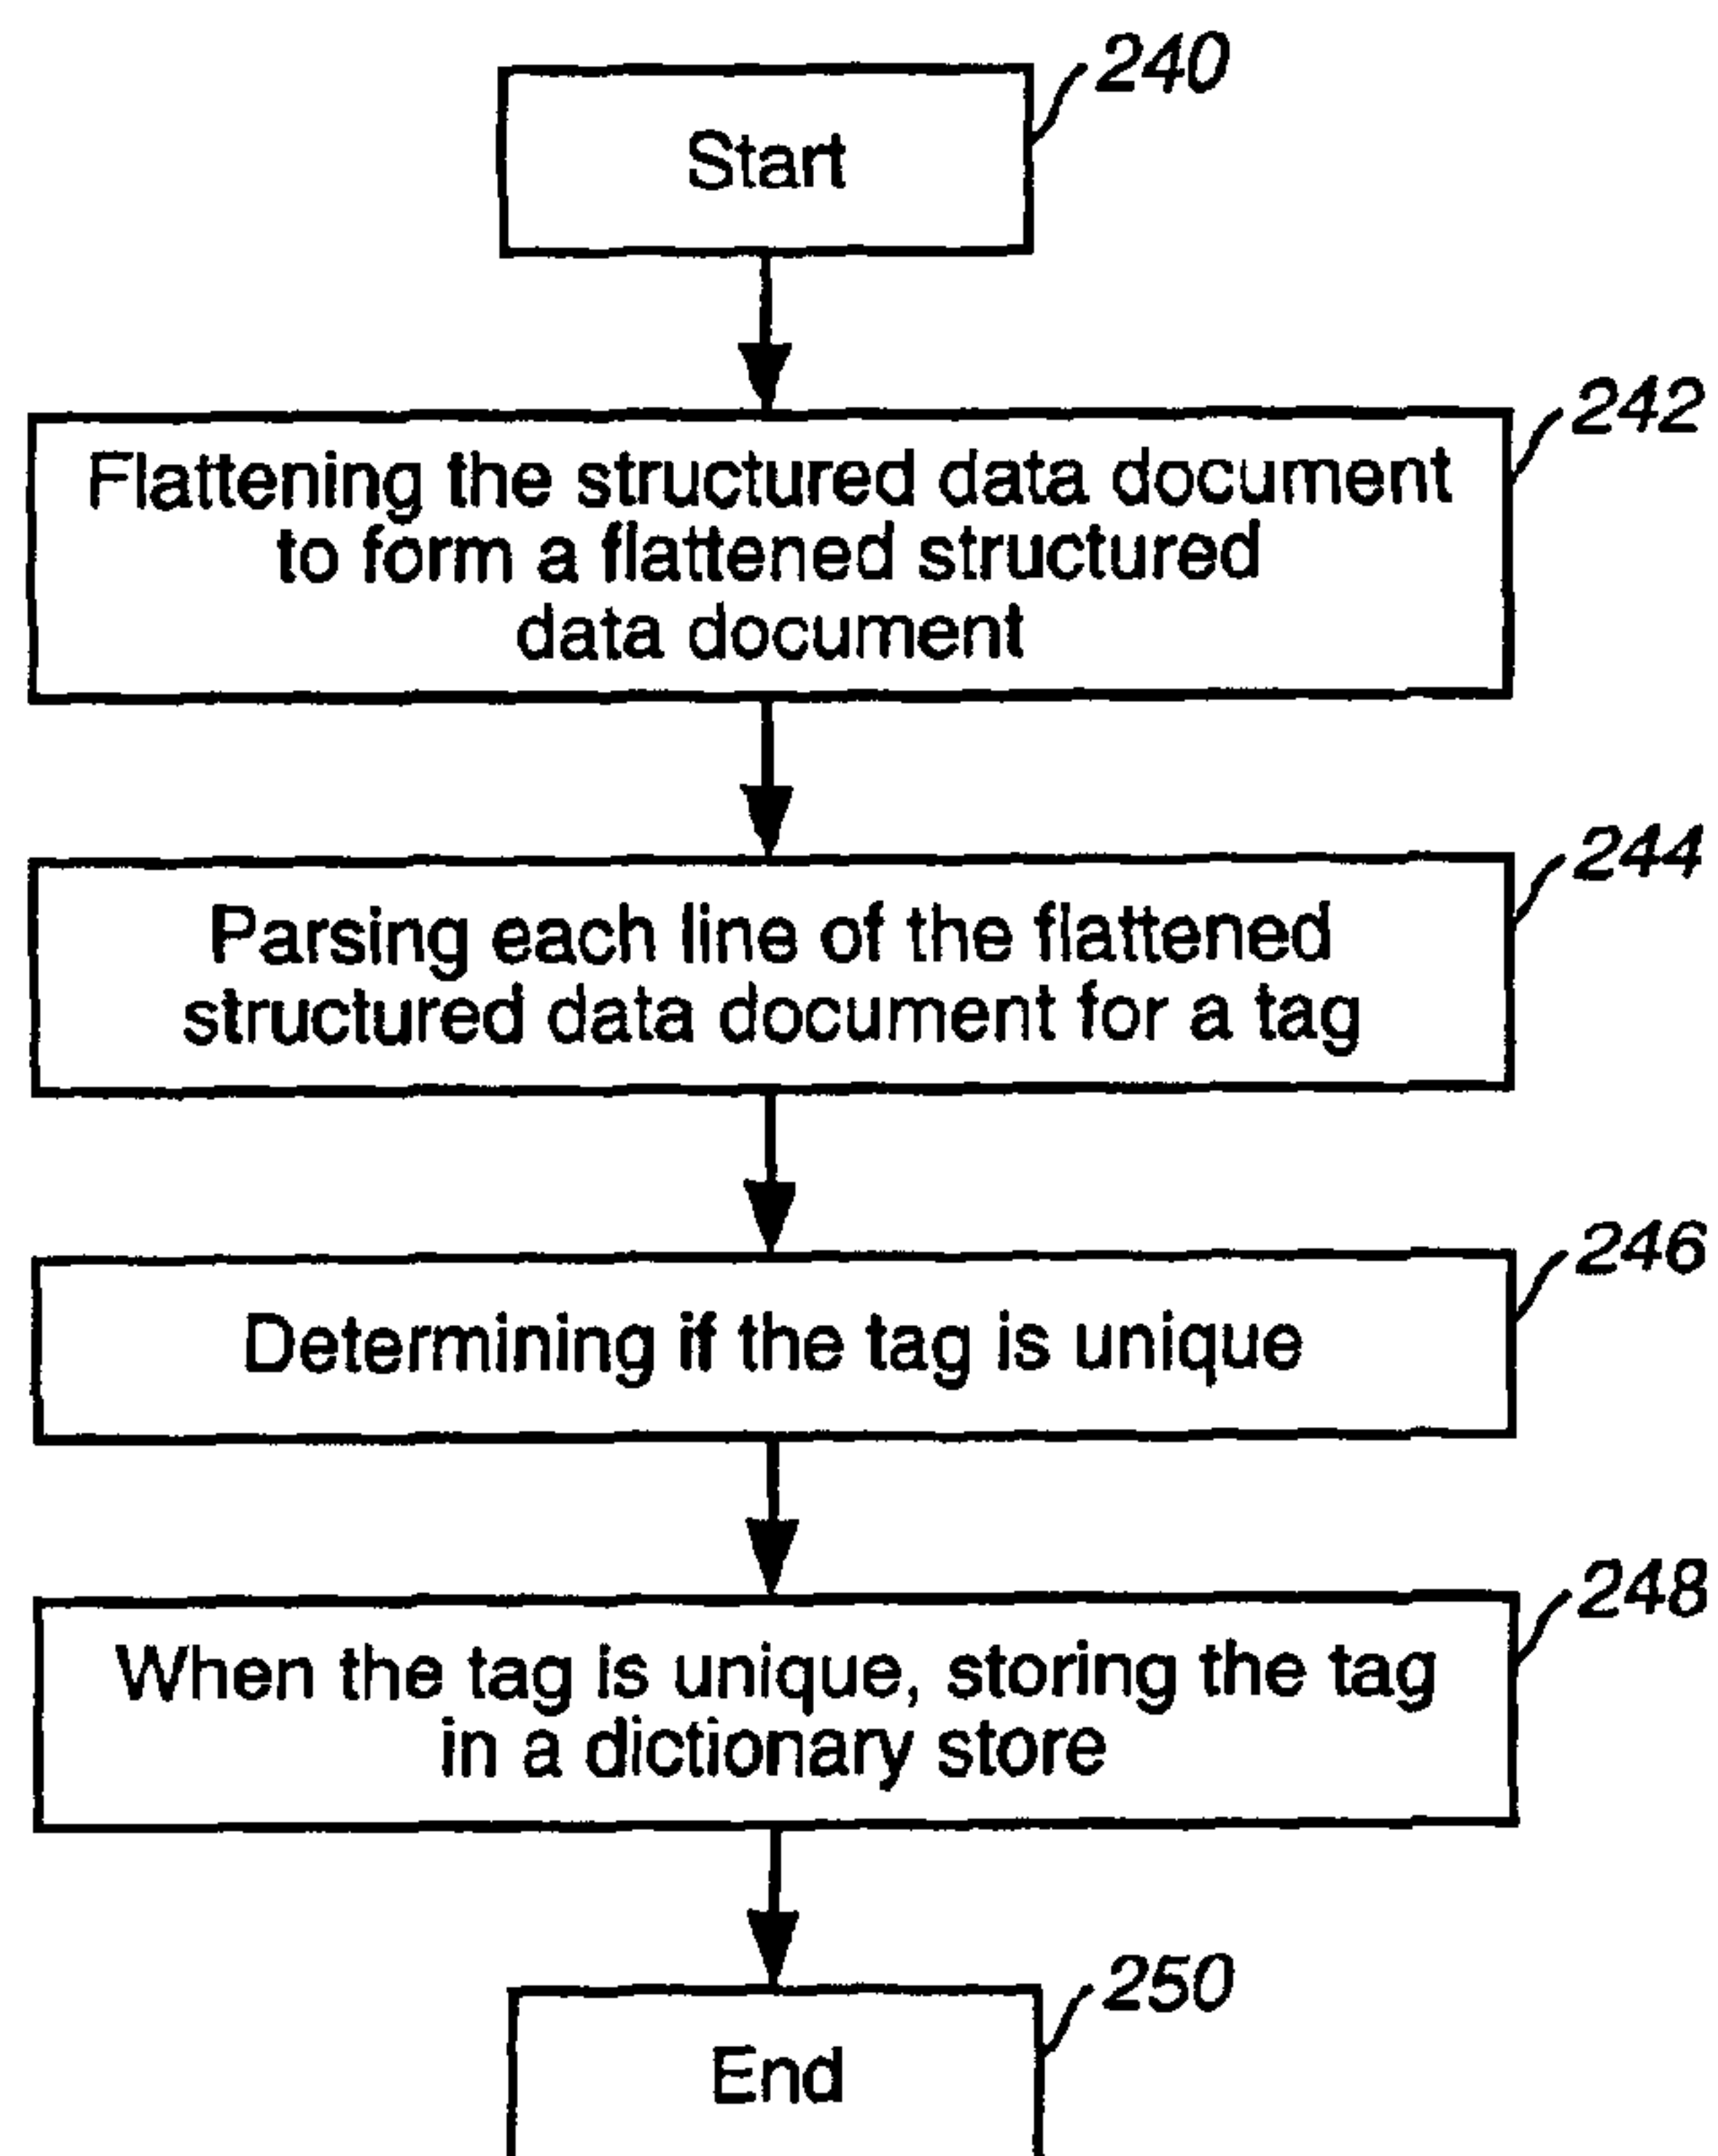 240
Start
242
Flattening the structured data document
to form a flattened structured
data document
244
Parsing each line of the flattened
structured data document for a tag
246
Determining if the tag is unique
248
When the tag is unique, storing the tag
in a dictionary store
250
End